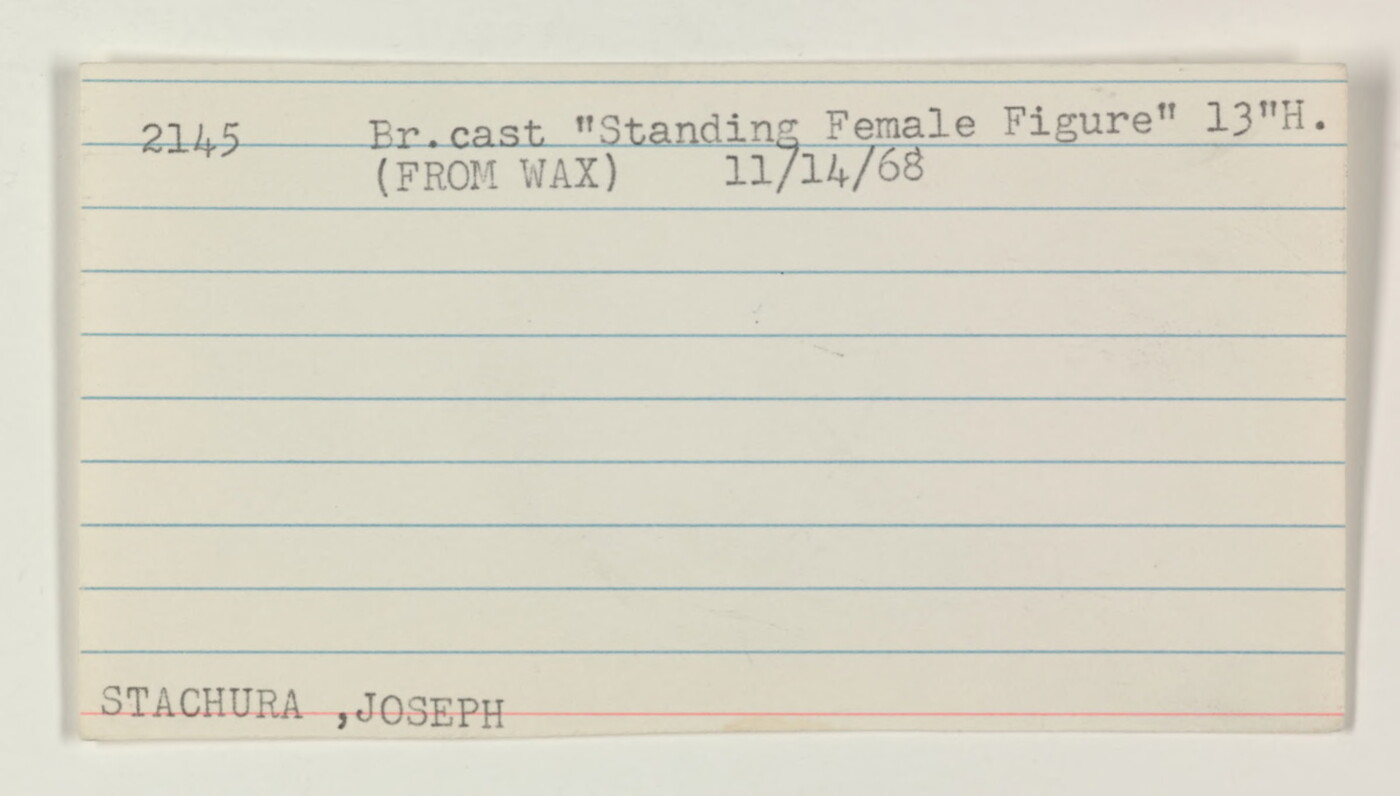 2145 Br.cast "Standing Female Figure" 13"H.
(FROM WAX) 11/14/68
STACHURA ,JOSEPH